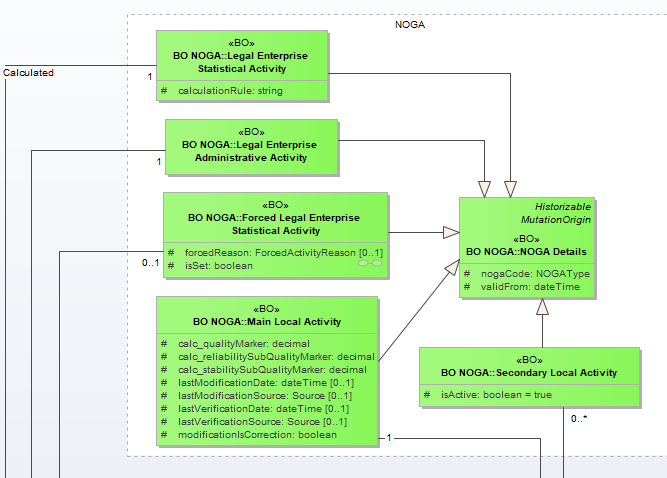 NOGA
«BO»
BO NOGA::Legal Enterprise
Statistical Activity
# calculationRule: string
Calculated
1
«BO»
BO NOGA::Legal Enterprise
Administrative Activity
1
«BO»
BO NOGA::Forced Legal Enterprise
Statistical Activity
# forcedReason: ForcedActivityReason [0..1]
# isSet: boolean
0..1
Historizable
MutationOrigin
«BO»
BO NOGA::NOGA Details
# nogaCode: NOGAType
# validFrom: dateTime
«BO»
BO NOGA::Main Local Activity
# calc_qualityMarker: decimal
# calc_reliabilitySubQualityMarker: decimal
# calc_stabilitySubQualityMarker: decimal
# lastModificationDate: dateTime [0..1]
# lastModificationSource: Source [0..1]
# lastVerificationDate: dateTime [0..1]
# lastVerificationSource: Source [0..1]
# modificationIsCorrection: boolean
1
«BO»
BO NOGA::Secondary Local Activity
# isActive: boolean = true
0..*